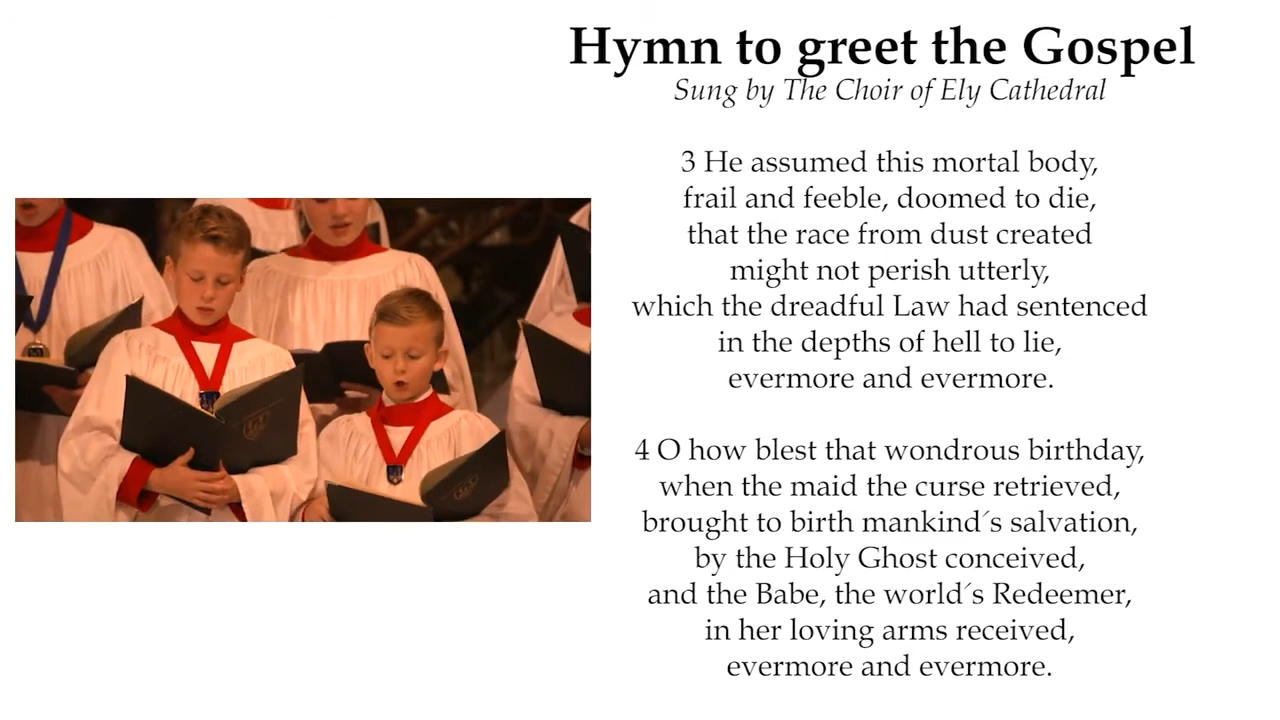 Hymn to greet the Gospel
Sung by The Choir of Ely Cathedral
3 He assumed this mortal body,
frail and feeble, doomed to die,
that the race from dust created
might not perish utterly,
which the dreadful Law had sentenced
in the depths of hell to lie,
evermore and evermore.
4 O how blest that wondrous birthday,
when the maid the curse retrieved,
brought to birth mankind´s salvation,
by the Holy Ghost conceived,
and the Babe, the world´s Redeemer,
in her loving arms received,
evermore and evermore.